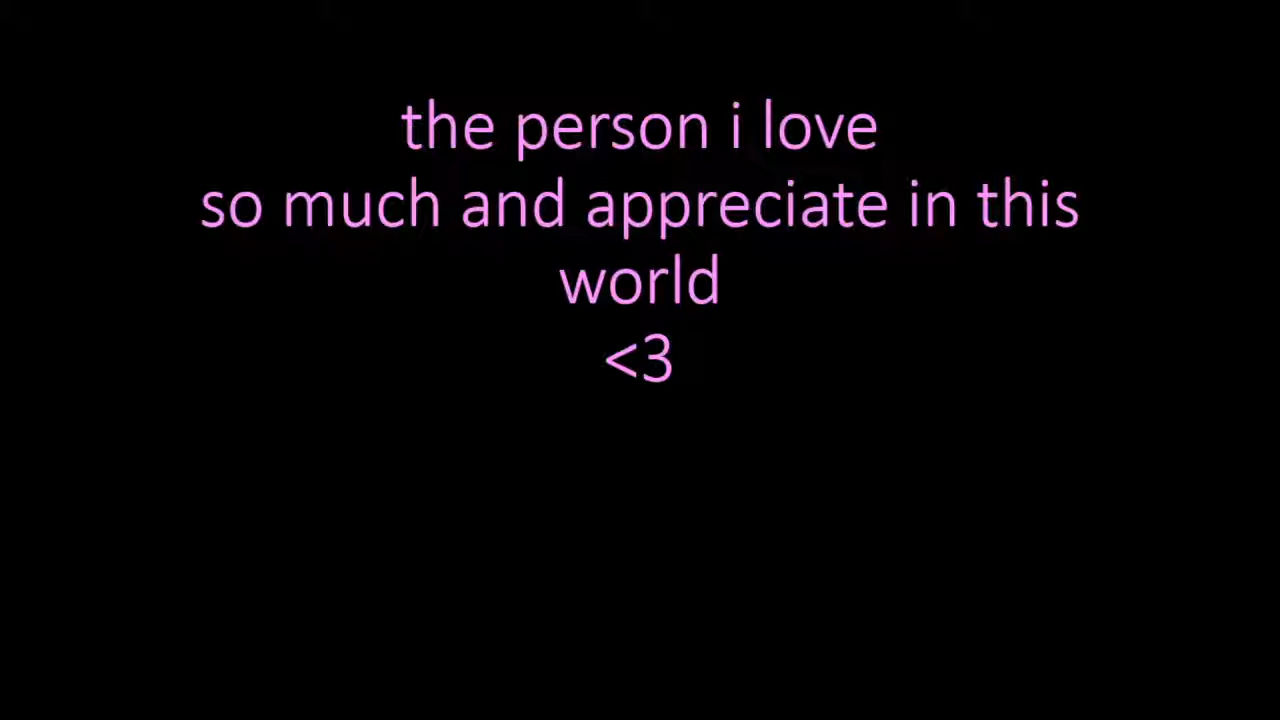 the person i love
so much and appreciate in this
world
<3